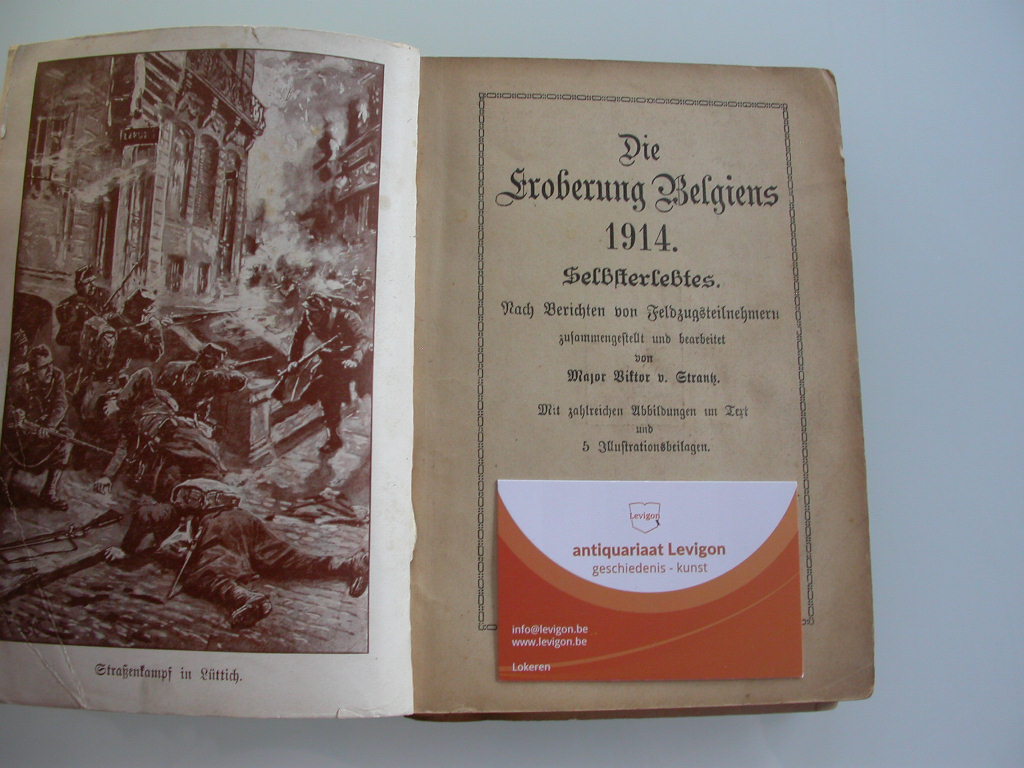 Straßenkampf in Lüttich.
Die
Eroberung Belgiens
1914.
Selbsterlebtes.
Nach Berichten von Feldzugsteilnehmern
zusammengestellt und bearbeitet
von
Major Viktor v. Strantz.
Mit zahlreichen Abbildungen im Text
und
5 Illustrationsbeilagen.
Levigon
antiquariaat Levigon
geschiedenis - kunst
info@levigon.be
www.levigon.be
Lokeren